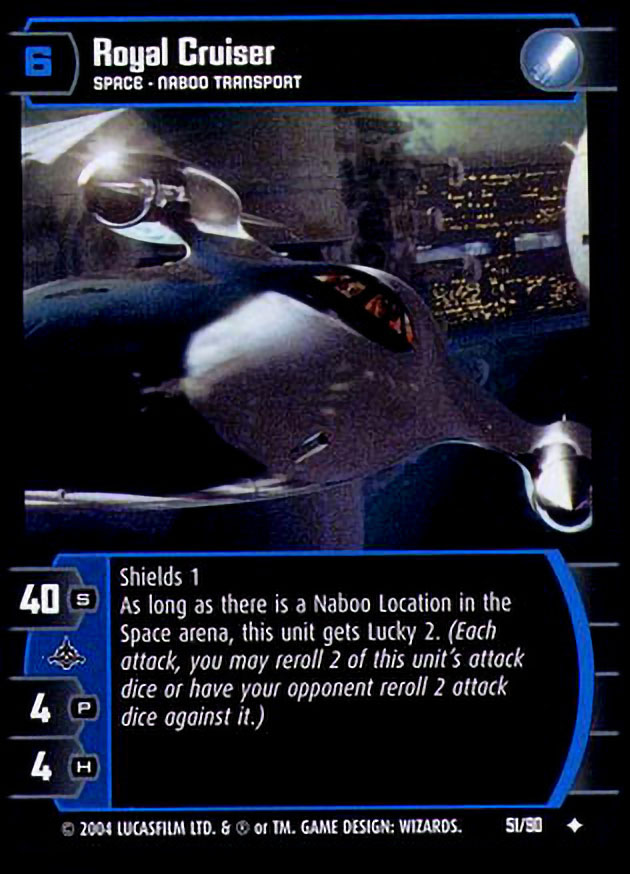 6
Royal Cruiser
SPACE - NABOO TRANSPORT
40 S
4 P
4 H
Shields 1
As long as there is a Naboo Location in the
Space arena, this unit gets Lucky 2. (Each
attack, you may reroll 2 of this unit's attack
dice or have your opponent reroll 2 attack
dice against it.)
© 2004 LUCASFILM LTD. & ® or TM. GAME DESIGN: WIZARDS.
51/90